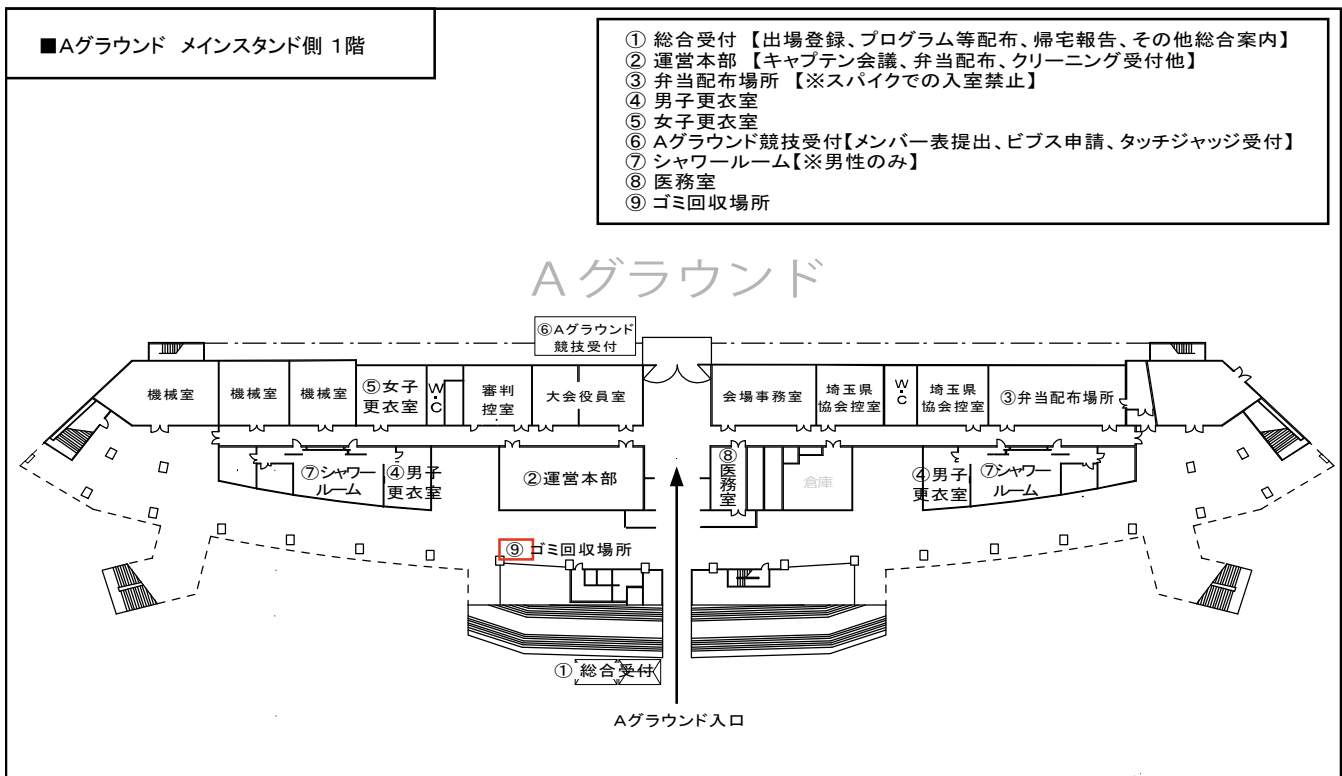 ■Aグラウンド メインスタンド側 1階
① 総合受付 【出場登録、プログラム等配布、帰宅報告、その他総合案内】
② 運営本部 【キャプテン会議、弁当配布、クリーニング受付他】
③ 弁当配布場所 【※スパイクでの入室禁止】
④ 男子更衣室
⑤ 女子更衣室
⑥ Aグラウンド競技受付【メンバー表提出、ビブス申請、タッチジャッジ受付】
⑦ シャワールーム【※男性のみ】
⑧ 医務室
⑨ ゴミ回収場所
Aグラウンド
⑥Aグラウンド
競技受付
機械室
機械室
機械室
⑤女子
更衣室
W・C
審判
控室
大会役員室
会場事務室
埼玉県
協会控室
W・C
埼玉県
協会控室
③弁当配布場所
⑦シャワー
ルーム
④男子
更衣室
②運営本部
⑧医務室
倉庫
④男子
更衣室
⑦シャワー
ルーム
⑨ ゴミ回収場所
① 総合受付
Aグラウンド入口